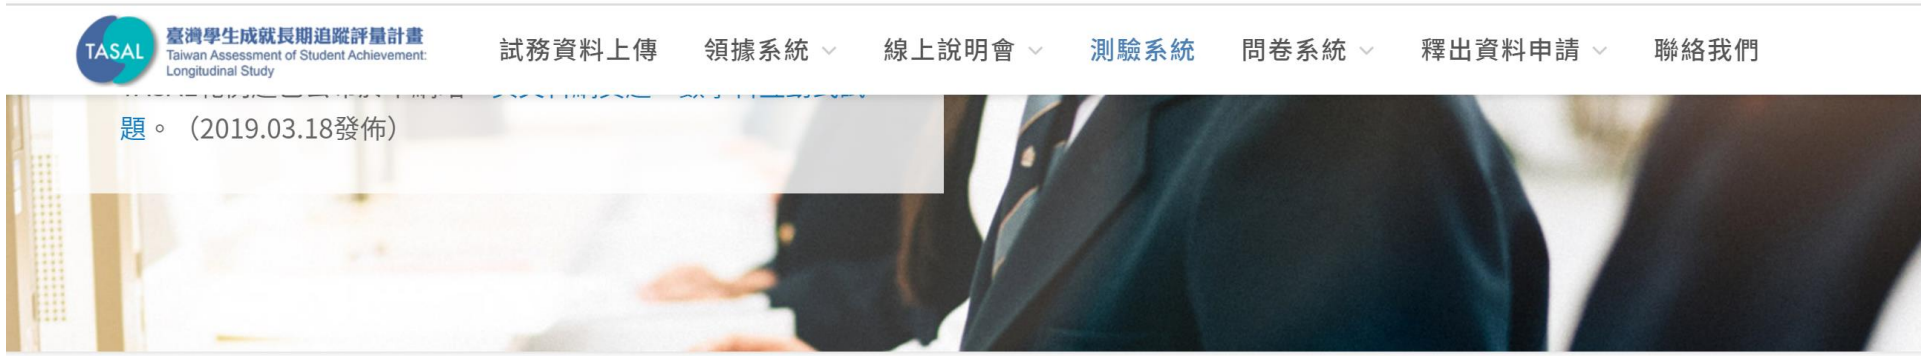 TASAL
臺灣學生成就長期追蹤評量計畫
Taiwan Assessment of Student Achievement:
Longitudinal Study
試務資料上傳 領據系統 線上說明會 測驗系統 問卷系統 釋出資料申請 聯絡我們
題。（2019.03.18發佈）